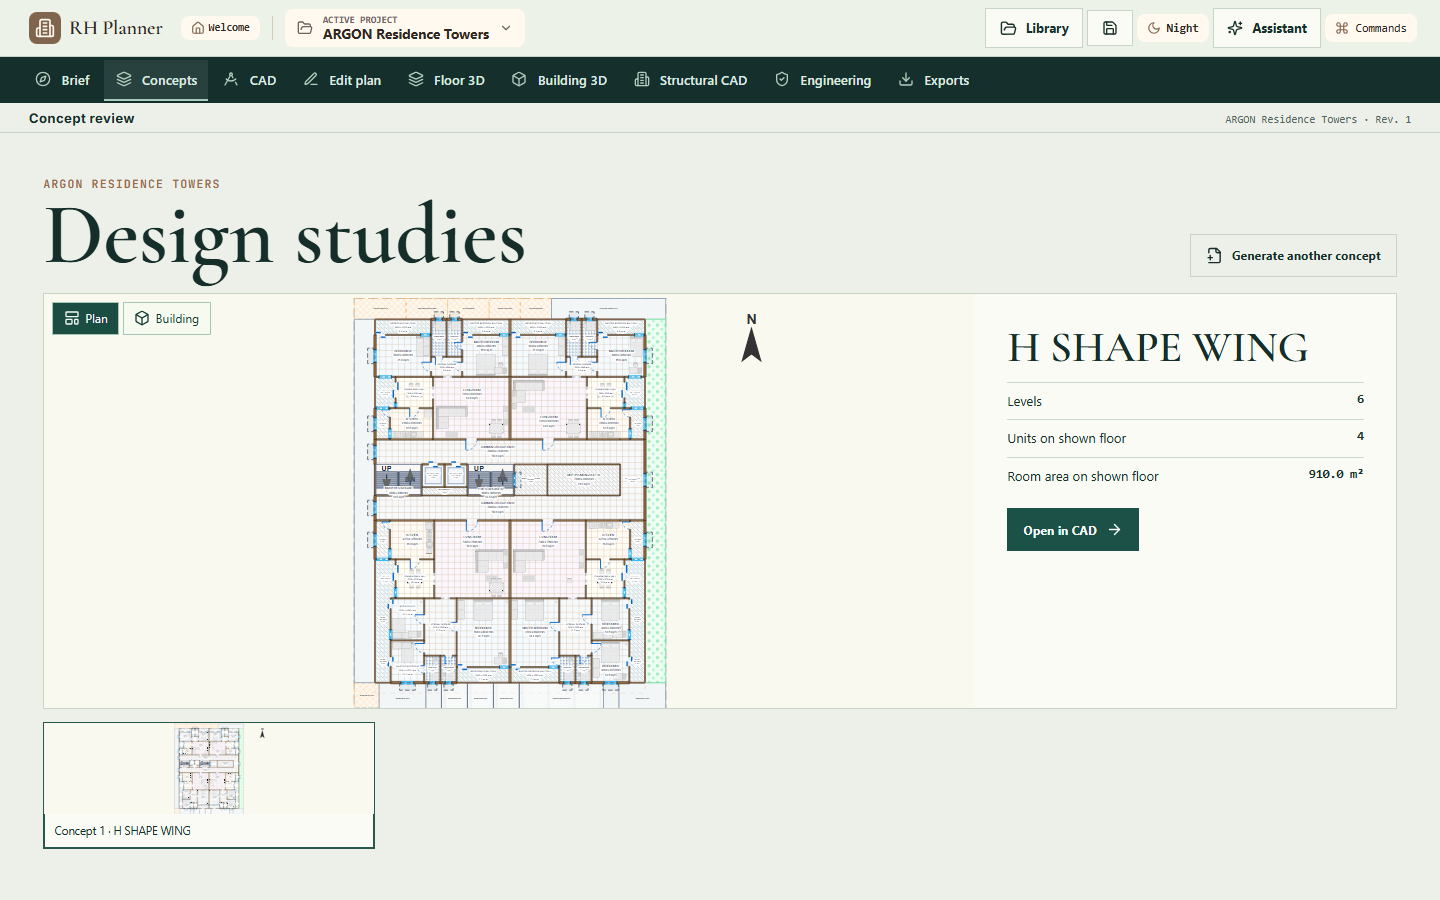 RH Planner
Welcome
ACTIVE PROJECT
ARGON Residence Towers
Library
Night
Assistant
Commands
Brief
Concepts
CAD
Edit plan
Floor 3D
Building 3D
Structural CAD
Engineering
Exports
Concept review
ARGON Residence Towers · Rev. 1
ARGON RESIDENCE TOWERS
Design studies
Generate another concept
Plan
Building
N
UP
UP
H SHAPE WING
Levels
6
Units on shown floor
4
Room area on shown floor
910.0 m²
Open in CAD
Concept 1 · H SHAPE WING